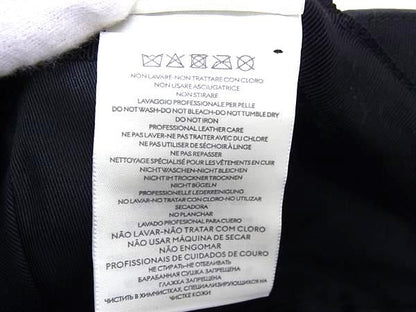 NON LAVARE-NON TRATTARE CON CLORO
NON USARE ASCIUGATRICE
NON STIRARE
LAVAGGIO PROFESSIONALE PER PELLE
DO NOT WASH-DO NOT BLEACH-DO NOT TUMBLE DRY
DO NOT IRON
PROFESSIONAL LEATHER CARE
NE PAS LAVER-NE PAS TRAITER AVEC DU CHLORE
NE PAS UTILISER DE SÉCHOIR À LINGE
NE PAS REPASSER
NETTOYAGE SPÉCIALISÉ POUR LES VÊTEMENTS EN CUIR
NICHT WASCHEN-NICHT BLEICHEN
NICHT IM TROCKNER TROCKNEN
NICHT BÜGELN
PROFESSIONELLE LEDERREINIGUNG
NO LAVAR-NO TRATAR CON CLORO-NO UTILIZAR
SECADORA
NO PLANCHAR
LAVADO PROFESIONAL PARA CUERO
NÃO LAVAR-NÃO TRATAR COM CLORO
NÃO USAR MÁQUINA DE SECAR
NÃO ENGOMAR
PROFISSIONAIS DE CUIDADOS DE COURO
НЕ СТИРАТЬ-НЕ ОТБЕЛИВАТЬ
БАРАБАННАЯ СУШКА ЗАПРЕЩЕНА
ГЛАЖКА ЗАПРЕЩЕНА
ЧИСТИТЬ В ХИМЧИСТКАХ, СПЕЦИАЛИЗИРУЮЩИХСЯ
ЧИСТКЕ КОЖИ